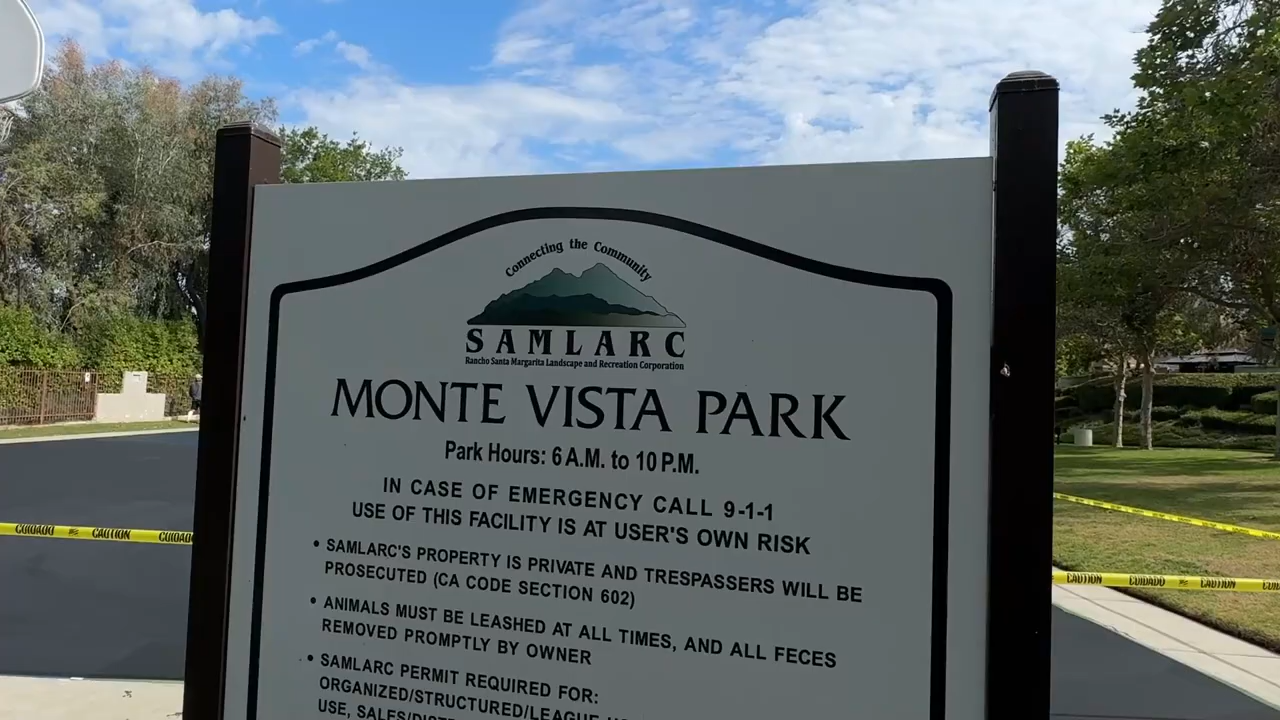 Connecting the Community
SAMLARC
Rancho Santa Margarita Landscape and Recreation Corporation
MONTE VISTA PARK
Park Hours: 6 A.M. to 10 P.M.
IN CASE OF EMERGENCY CALL 9-1-1
USE OF THIS FACILITY IS AT USER'S OWN RISK
• SAMLARC'S PROPERTY IS PRIVATE AND TRESPASSERS WILL BE
PROSECUTED (CA CODE SECTION 602)
• ANIMALS MUST BE LEASHED AT ALL TIMES, AND ALL FECES
REMOVED PROMPTLY BY OWNER
• SAMLARC PERMIT REQUIRED FOR:
ORGANIZED/STRUCTURED/LEAGUE
USE,
CUIDADO CAUTION CUIDADO
CAUTION CUIDADO CAUTION